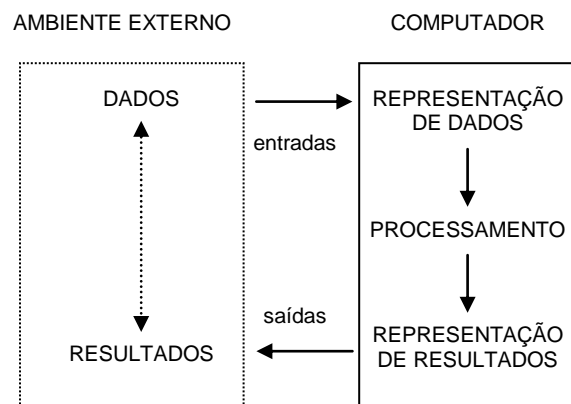 AMBIENTE EXTERNO
COMPUTADOR
DADOS
entradas
REPRESENTAÇÃO
DE DADOS
PROCESSAMENTO
saídas
RESULTADOS
REPRESENTAÇÃO
DE RESULTADOS